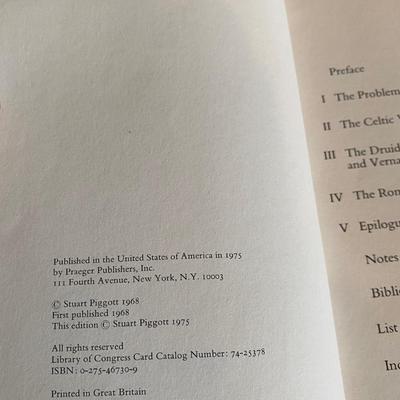 Published in the United States of America in 1975
by Praeger Publishers, Inc.
111 Fourth Avenue, New York, N.Y. 10003
© Stuart Piggott 1968
First published 1968
This edition © Stuart Piggott 1975
All rights reserved
Library of Congress Card Catalog Number: 74-25378
ISBN: 0-275-46730-9
Printed in Great Britain
Preface
I The Problem
II The Celtic
III The Druid
and Verna
IV The Rom
V Epilogu
Notes
Biblio
List
Ind